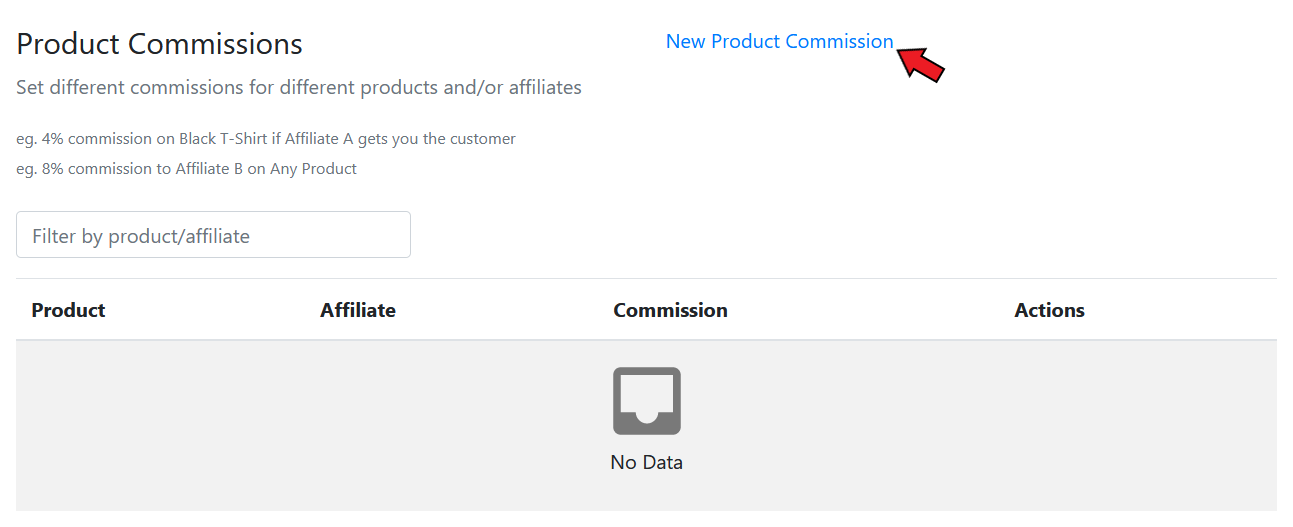 Product Commissions
New Product Commission
Set different commissions for different products and/or affiliates
eg. 4% commission on Black T-Shirt if Affiliate A gets you the customer
eg. 8% commission to Affiliate B on Any Product
Filter by product/affiliate
Product Affiliate Commission Actions
No Data